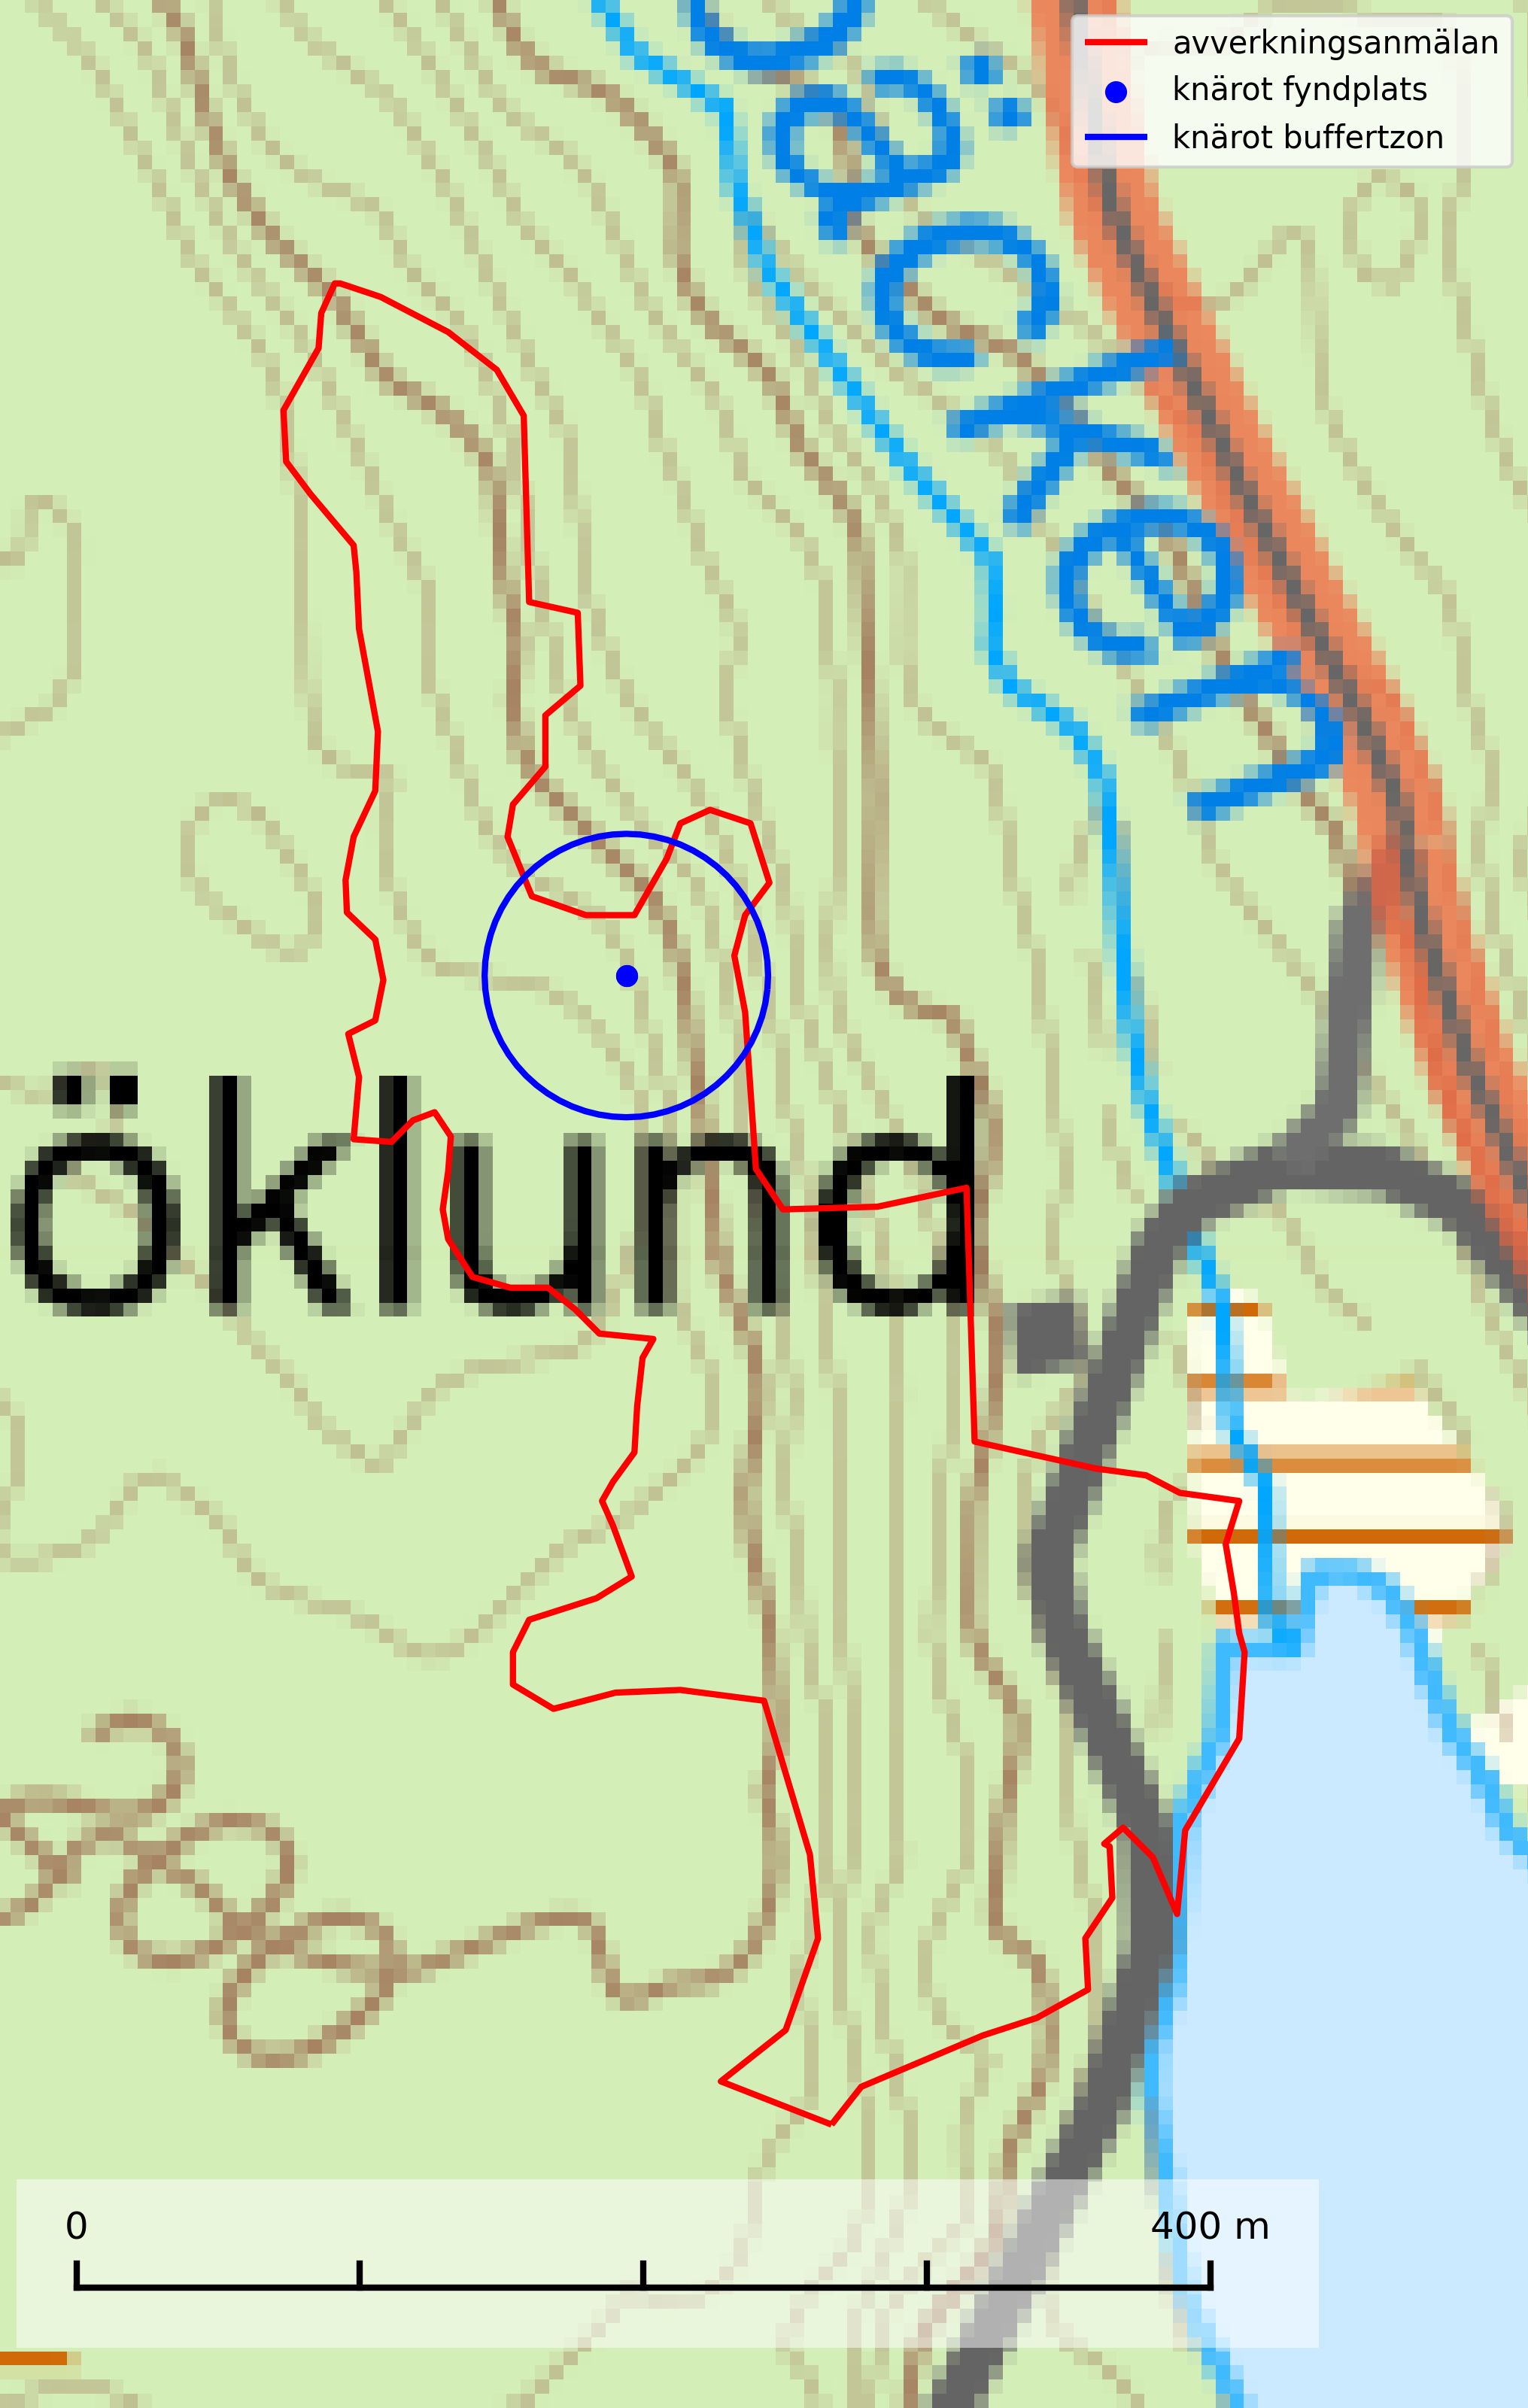 avverkningsanmälan
knärot fyndplats
knärot buffertzon
öklund
0
400 m